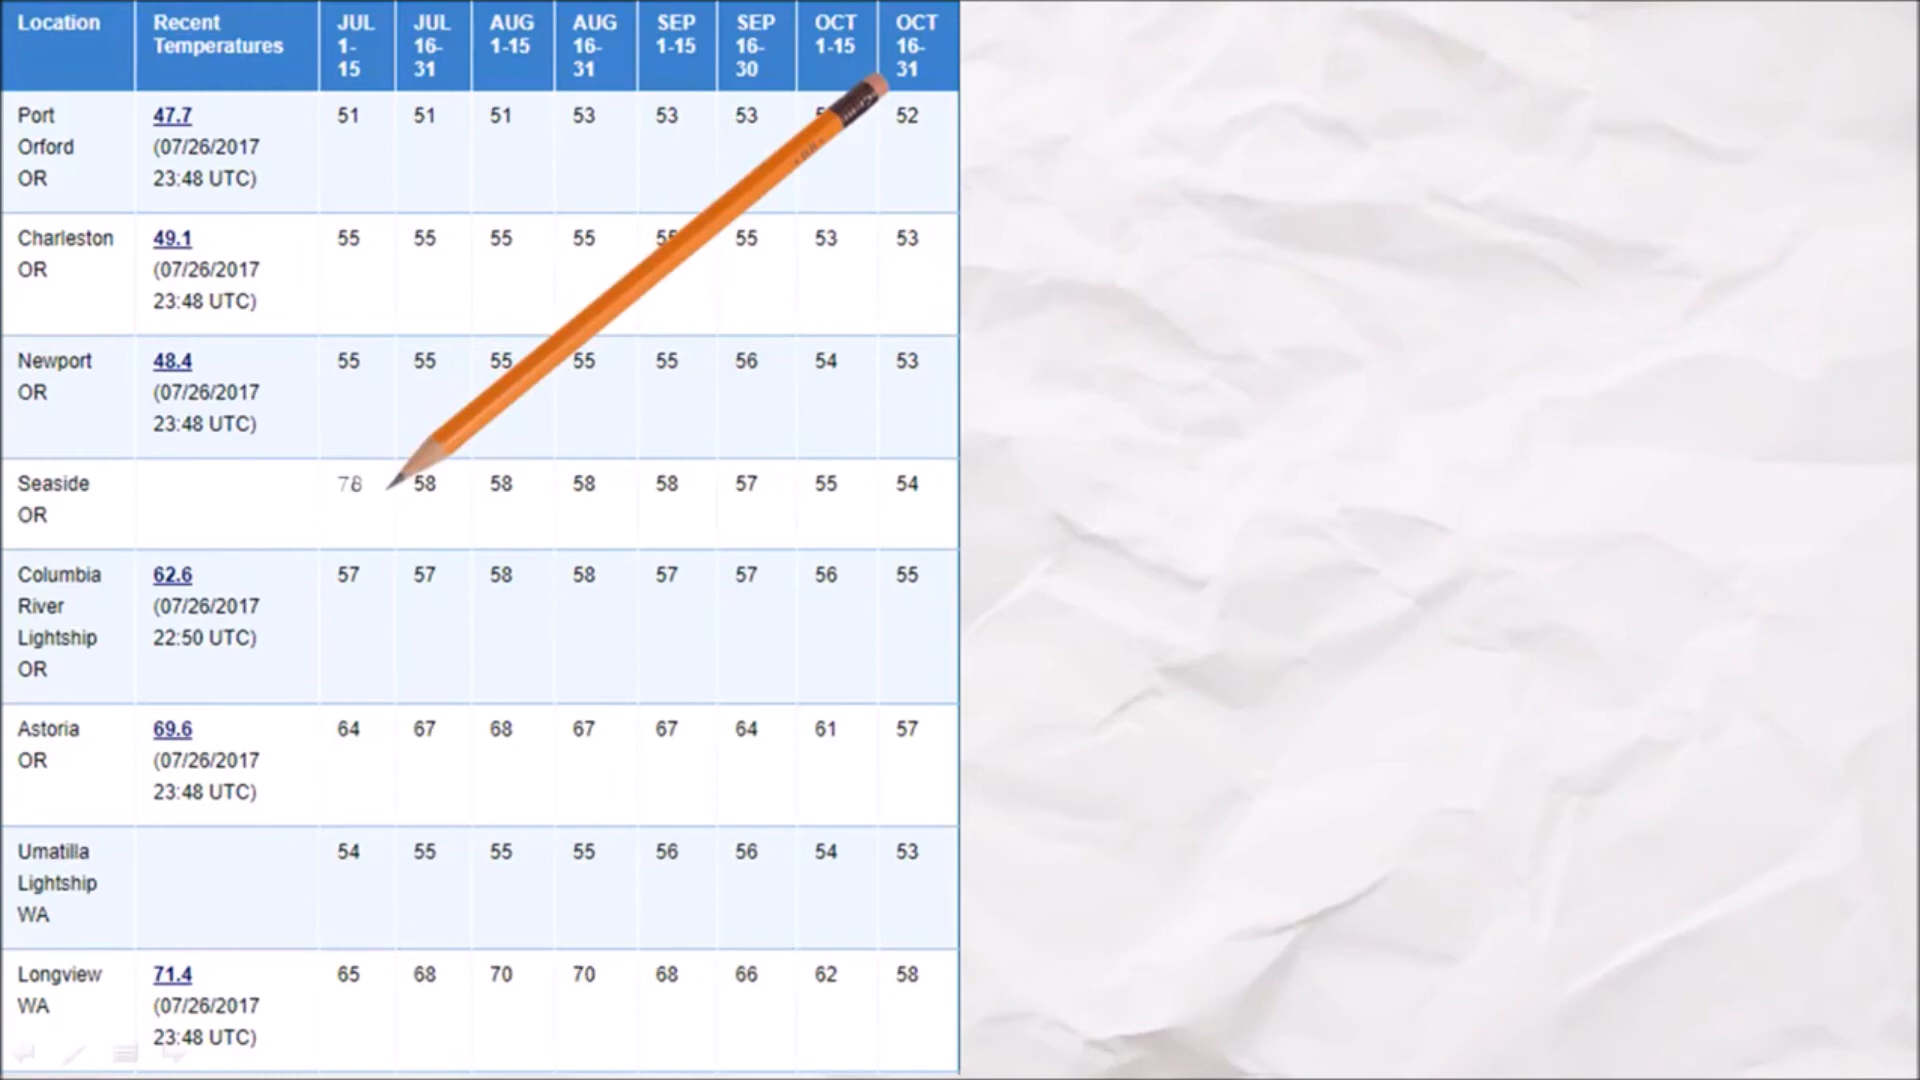 Location Recent Temperatures JUL 1-15 JUL 16-31 AUG 1-15 AUG 16-31 SEP 1-15 SEP 16-30 OCT 1-15 OCT 16-31
Port Orford OR 47.7 (07/26/2017 23:48 UTC) 51 51 51 53 53 53 52
Charleston OR 49.1 (07/26/2017 23:48 UTC) 55 55 55 55 55 55 53 53
Newport OR 48.4 (07/26/2017 23:48 UTC) 55 55 55 55 55 56 54 53
Seaside OR 78 58 58 58 58 57 55 54
Columbia River Lightship OR 62.6 (07/26/2017 22:50 UTC) 57 57 58 58 57 57 56 55
Astoria OR 69.6 (07/26/2017 23:48 UTC) 64 67 68 67 67 64 61 57
Umatilla Lightship WA 54 55 55 55 56 56 54 53
Longview WA 71.4 (07/26/2017 23:48 UTC) 65 68 70 70 68 66 62 58